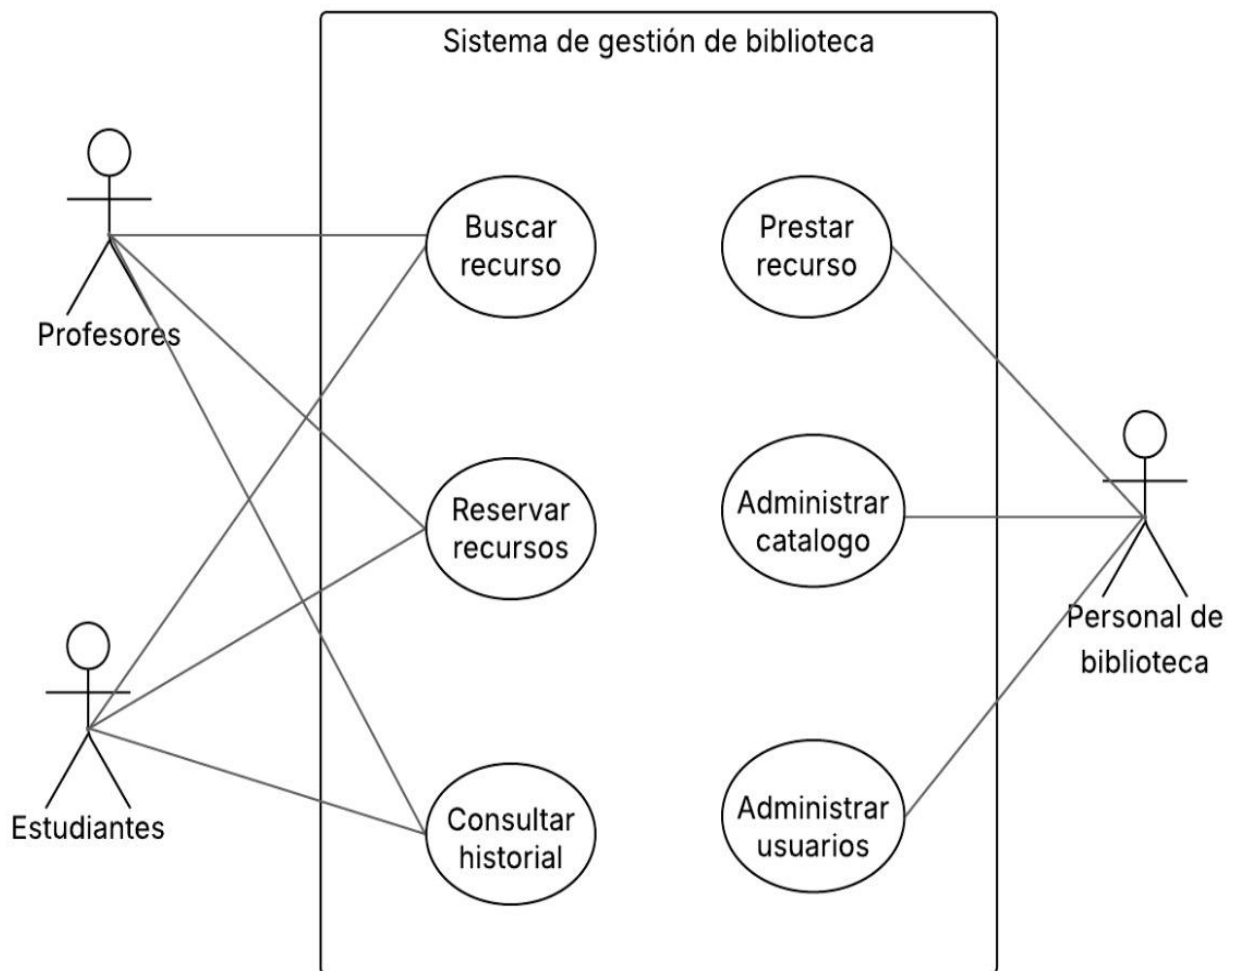 Sistema de gestión de biblioteca
Buscar
recurso
Prestar
recurso
Profesores
Reservar
recursos
Administrar
catalogo
Personal de
biblioteca
Estudiantes
Consultar
historial
Administrar
usuarios